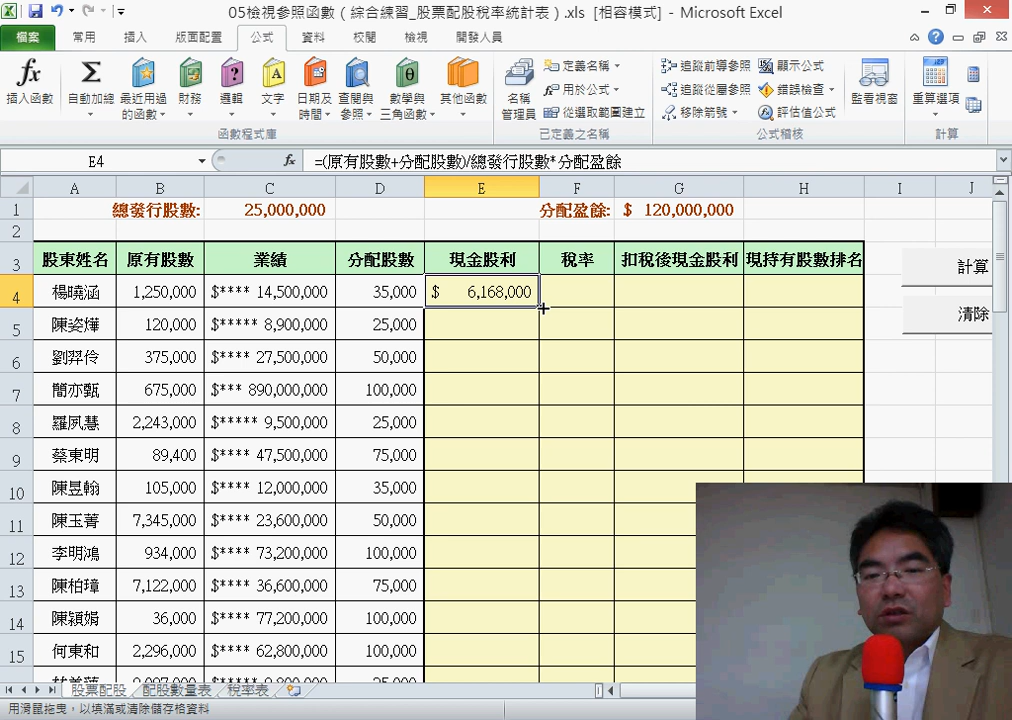 05檢視參照函數（綜合練習_股票配股稅率統計表）.xls [相容模式] - Microsoft Excel
檔案 常用 插入 版面配置 公式 資料 校閱 檢視 開發人員
插入函數 自動加總 最近用過的函數 財務 邏輯 文字 日期及時間 查閱與參照 數學與三角函數 其他函數 名稱管理員 定義名稱 用於公式 從選取範圍建立 追蹤前導參照 追蹤從屬參照 移除箭號 顯示公式 錯誤檢查 評估值公式 監看視窗 重算選項
函數程式庫 已定義之名稱 公式稽核 計算
E4 fx =(原有股數+分配股數)/總發行股數*分配盈餘
A B C D E F G H I J
1 總發行股數: 25,000,000 分配盈餘: $ 120,000,000
2
3 股東姓名 原有股數 業績 分配股數 現金股利 稅率 扣稅後現金股利 現持有股數排名
計算
4 楊曉涵 1,250,000 $**** 14,500,000 35,000 $ 6,168,000
清除
5 陳姿燁 120,000 $***** 8,900,000 25,000
6 劉羿伶 375,000 $**** 27,500,000 50,000
7 簡亦甄 675,000 $*** 890,000,000 100,000
8 羅夙慧 2,243,000 $***** 9,500,000 25,000
9 蔡東明 89,400 $**** 47,500,000 75,000
10 陳昱翰 105,000 $**** 12,000,000 35,000
11 陳玉菁 7,345,000 $**** 23,600,000 50,000
12 李明鴻 934,000 $**** 73,200,000 100,000
13 陳柏璋 7,122,000 $**** 36,600,000 75,000
14 陳穎娟 36,000 $**** 77,200,000 100,000
15 何東和 2,296,000 $**** 62,800,000 100,000
股票配股 配股數量表 稅率表
用滑鼠拖曳，以填滿或清除儲存格資料